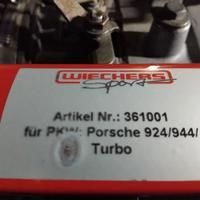 WIECHERS
Sport
Artikel Nr.: 361001
für PKW: Porsche 924/944/
Turbo